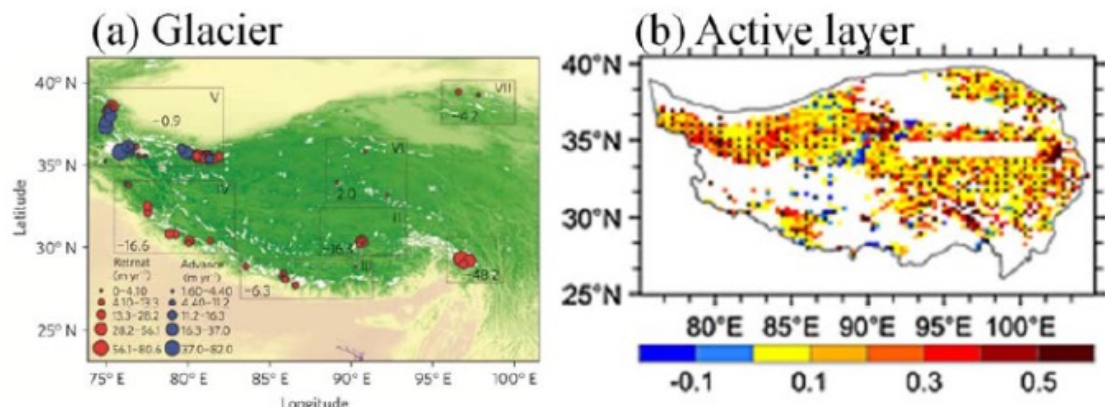 (a) Glacier
40° N
35° N
30° N
25° N
Latitude
V
−0.9
VII
−4.2
VI
−2.0
IV
−16.6
II
III
−6.3
−48.2
Retreat
(m yr⁻¹)
Advance
(m yr⁻¹)
0−4.10
1.60−4.40
4.10−13.3
4.40−11.2
13.3−28.2
11.2−16.3
28.2−56.1
16.3−37.0
56.1−80.6
37.0−82.0
75° E
80° E
85° E
90° E
95° E
100° E
Longitude
(b) Active layer
40°N
35°N
30°N
25°N
80°E
85°E
90°E
95°E
100°E
-0.1
0.1
0.3
0.5